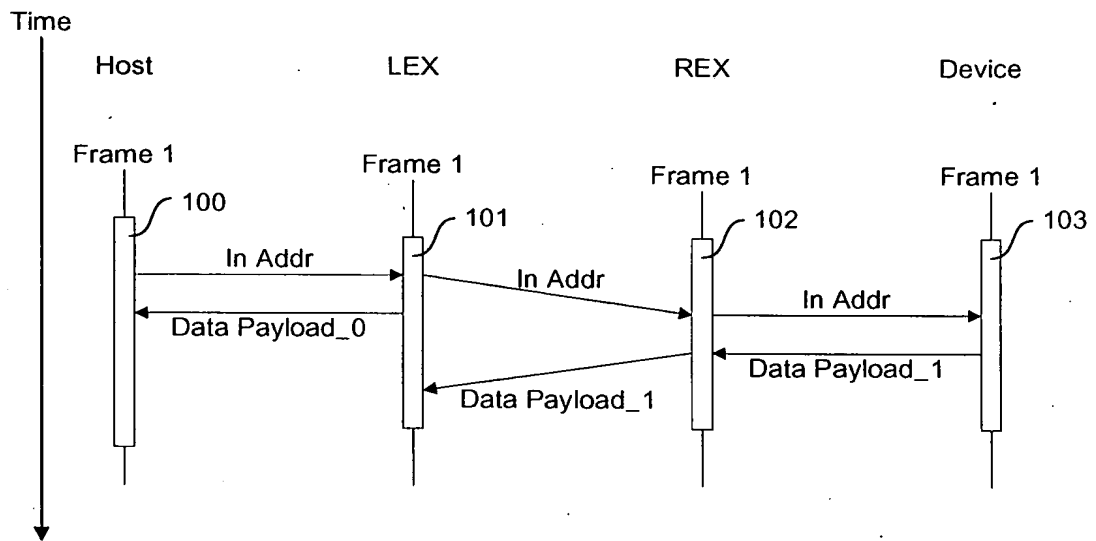 Time
Host LEX REX Device
Frame 1 Frame 1 Frame 1 Frame 1
100 101 102 103
In Addr In Addr In Addr
Data Payload_0 Data Payload_1 Data Payload_1